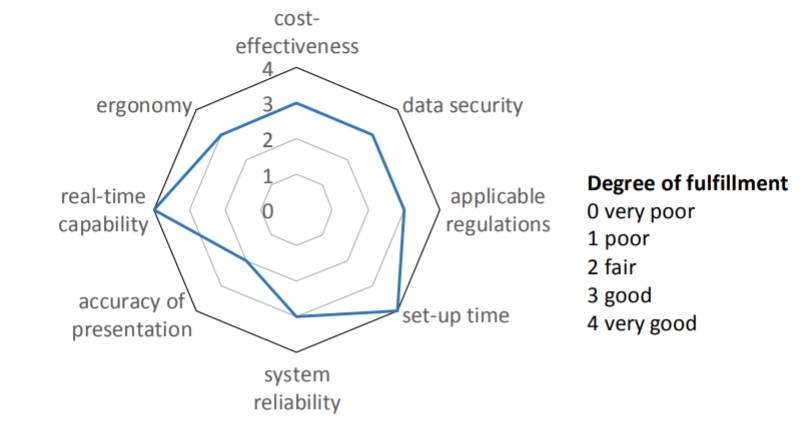 cost-
effectiveness
4
3
2
1
0
ergonomy
data security
real-time
capability
applicable
regulations
accuracy of
presentation
set-up time
system
reliability
Degree of fulfillment
0 very poor
1 poor
2 fair
3 good
4 very good